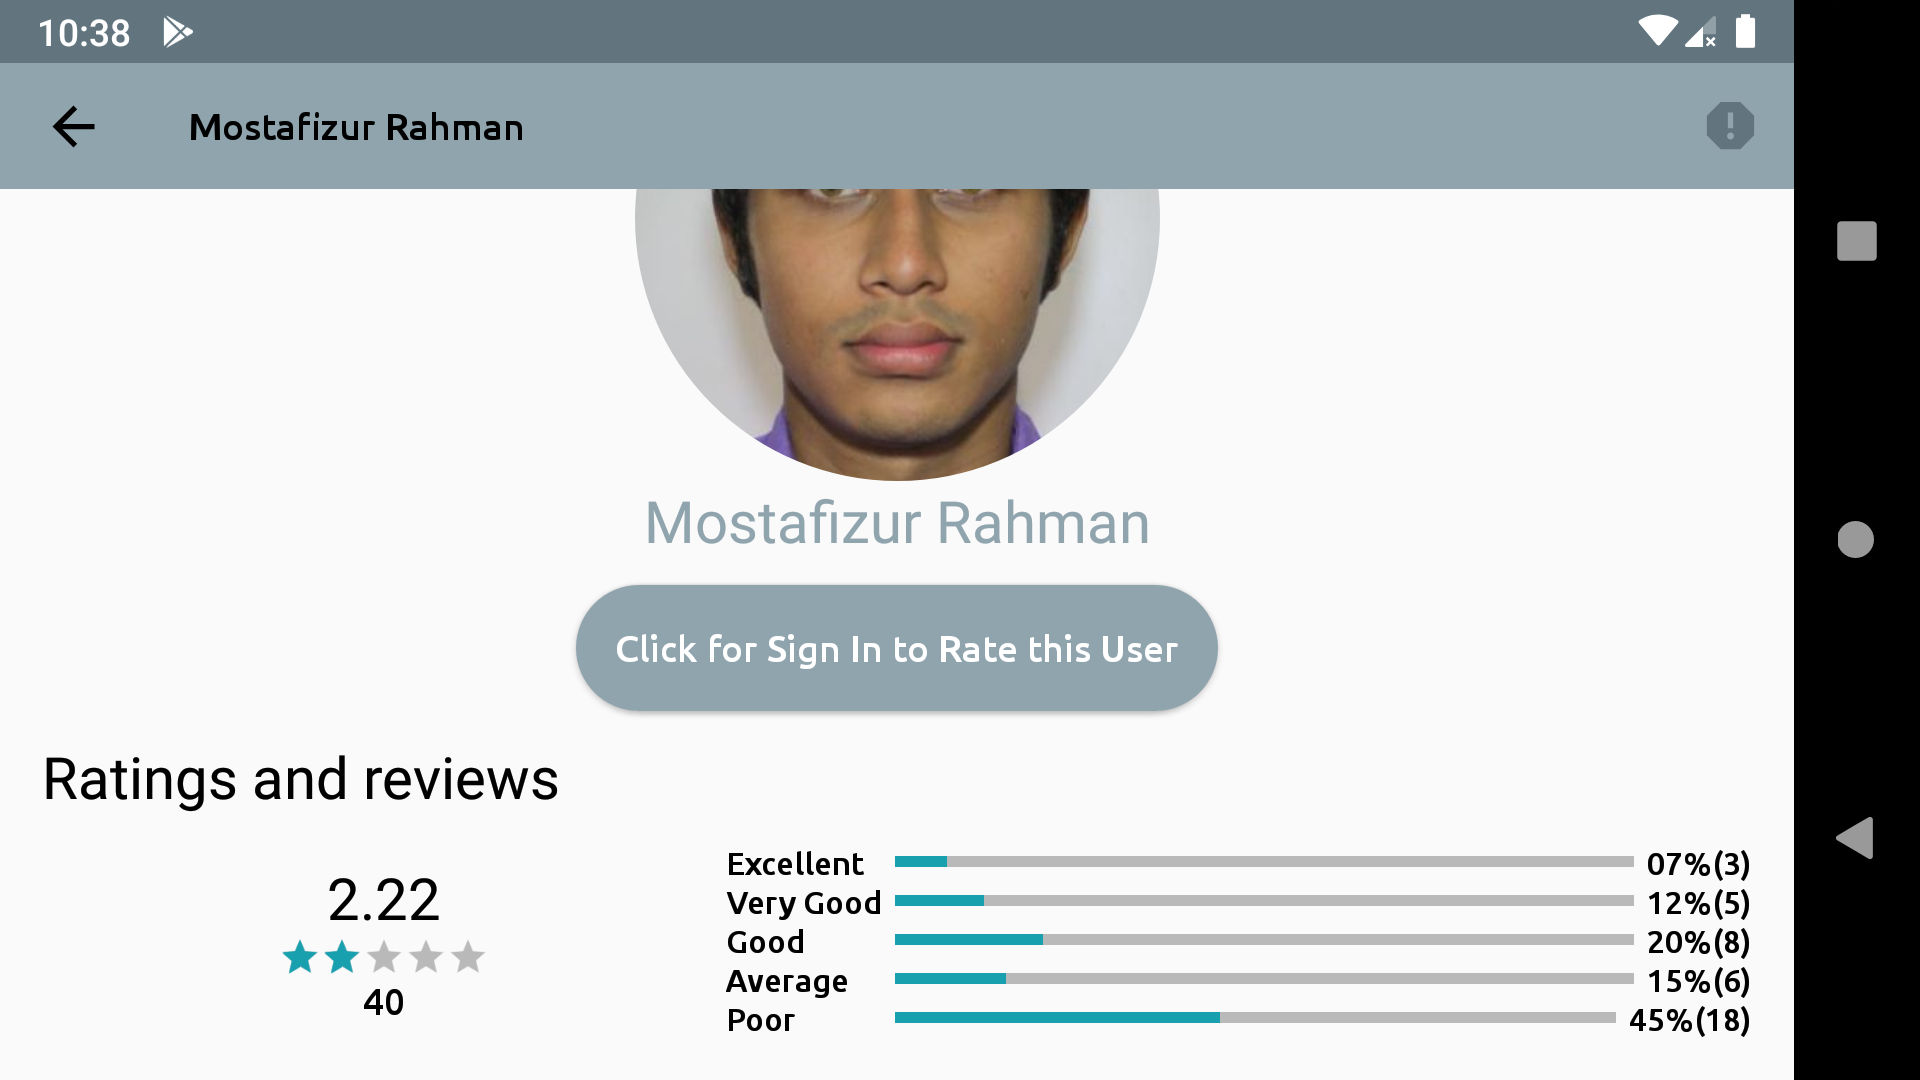 10:38
Mostafizur Rahman
Mostafizur Rahman
Click for Sign In to Rate this User
Ratings and reviews
2.22
40
Excellent 07%(3)
Very Good 12%(5)
Good 20%(8)
Average 15%(6)
Poor 45%(18)